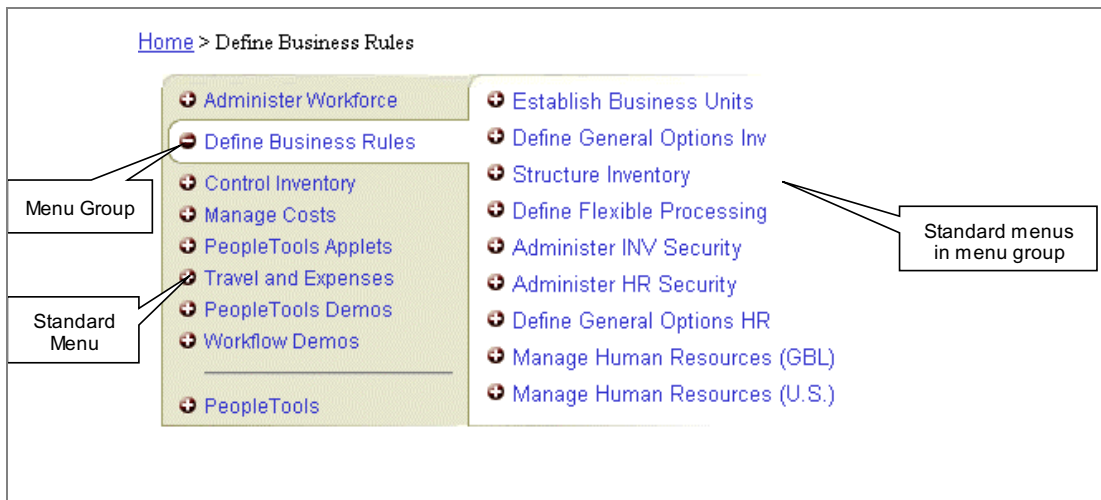 Home > Define Business Rules
Administer Workforce
Define Business Rules
Control Inventory
Manage Costs
PeopleTools Applets
Travel and Expenses
PeopleTools Demos
Workflow Demos
PeopleTools
Establish Business Units
Define General Options Inv
Structure Inventory
Define Flexible Processing
Administer INV Security
Administer HR Security
Define General Options HR
Manage Human Resources (GBL)
Manage Human Resources (U.S.)
Menu Group
Standard
Menu
Standard menus
in menu group